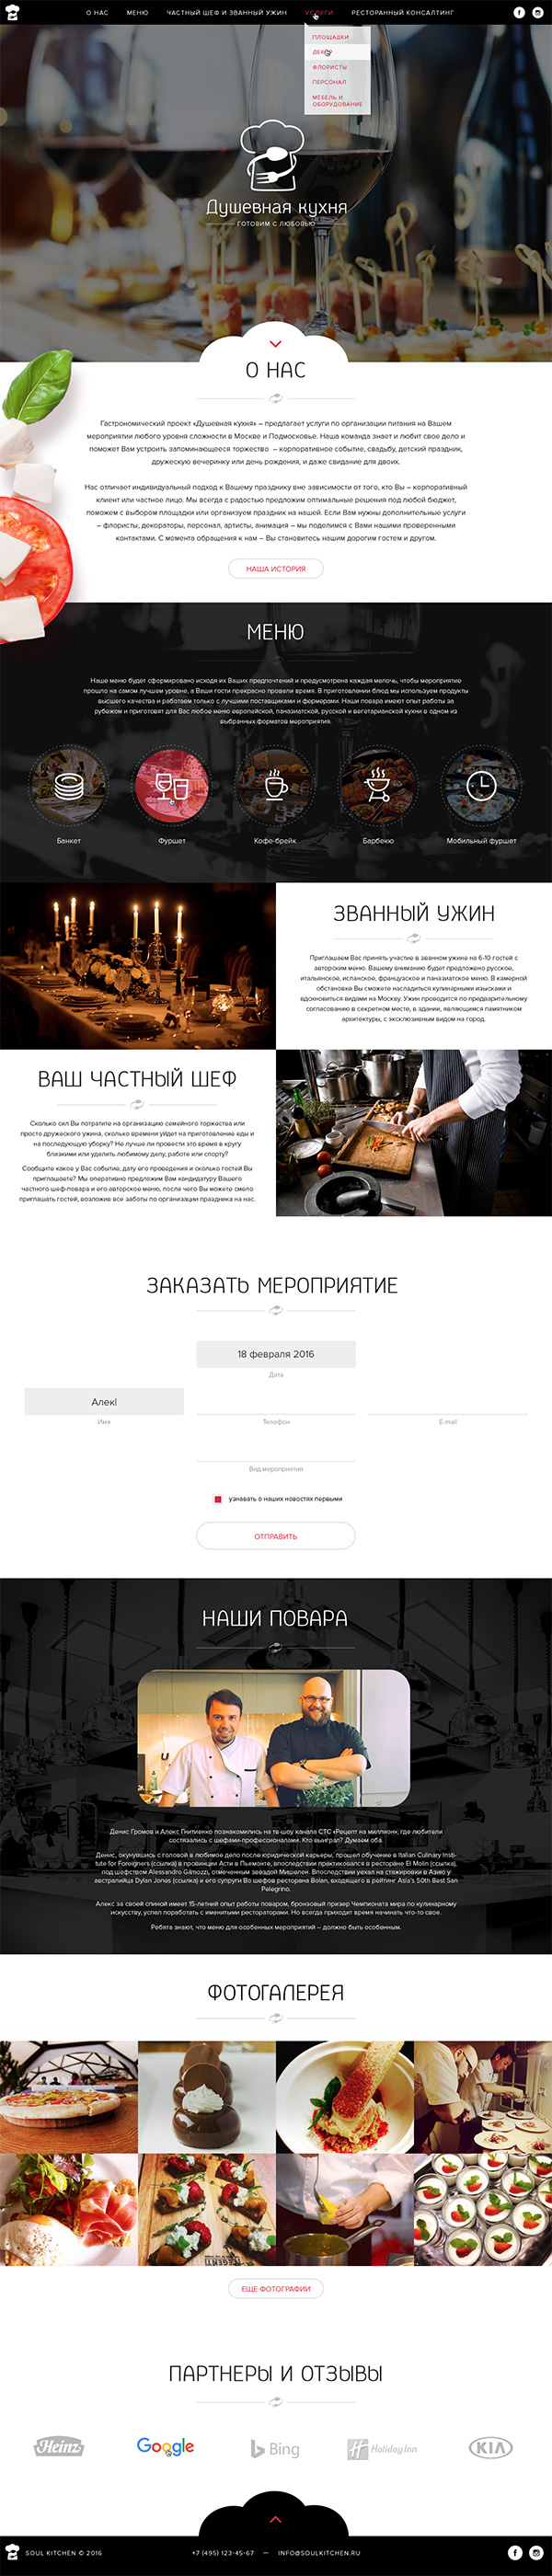 О НАС
МЕНЮ
ЧАСТНЫЙ ШЕФ И ЗВАННЫЙ УЖИН
УСЛУГИ
РЕСТОРАННЫЙ КОНСАЛТИНГ
ПЛОЩАДКИ
ДЕКОР
ФЛОРИСТЫ
ПЕРСОНАЛ
МЕБЕЛЬ И
ОБОРУДОВАНИЕ
Душевная кухня
ГОТОВИМ С ЛЮБОВЬЮ
О НАС
Гастрономический проект «Душевная кухня» – предлагает услуги по организации питания на Вашем
мероприятии любого уровня сложности в Москве и Подмосковье. Наша команда знает и любит свое дело и
поможет Вам устроить запоминающееся торжество – корпоративное событие, свадьбу, детский праздник,
дружескую вечеринку или день рождения, и даже свидание для двоих.
Нас отличает индивидуальный подход к Вашему празднику вне зависимости от того, кто Вы – корпоративный
клиент или частное лицо. Мы всегда с радостью предложим оптимальные решения под любой бюджет,
поможем с выбором площадки или организуем праздник на нашей. Если Вам нужны дополнительные услуги
– флористы, декораторы, персонал, артисты, анимация – мы поделимся с Вами нашими проверенными
контактами. С момента обращения к нам – Вы становитесь нашим дорогим гостем и другом.
НАША ИСТОРИЯ
МЕНЮ
Наше меню будет сформировано исходя их Ваших предпочтений и предусмотрена каждая мелочь, чтобы мероприятие
прошло на самом лучшем уровне, а Ваши гости прекрасно провели время. В приготовлении блюд мы используем продукты
высшего качества и работаем только с лучшими поставщиками и фермерами. Наши повара имеют опыт работы за
рубежом и приготовят для Вас любое меню европейской, паназиатской, русской и вегетарианской кухни в одном из
выбранных форматов мероприятия.
Банкет
Фуршет
Кофе-брейк
Барбекю
Мобильный фуршет
ЗВАННЫЙ УЖИН
Приглашаем Вас принять участие в званном ужине на 6-10 гостей с
авторским меню. Вашему вниманию будет предложено русское,
итальянское, испанское, французское и паназиатское меню. В камерной
обстановке Вы сможете насладиться кулинарными изысками и
вдохновиться видами на Москву. Ужин проводится по предварительному
согласованию в секретном месте, в здании, являющимся памятником
архитектуры, с эксклюзивным видом на город.
ВАШ ЧАСТНЫЙ ШЕФ
Сколько сил Вы потратите на организацию семейного торжества или
просто дружеского ужина, сколько времени уйдет на приготовление еды и
на последующую уборку? Не лучше ли провести это время в кругу
близкими или уделить любимому делу, работе или спорту?
Сообщите какое у Вас событие, дату его проведения и сколько гостей Вы
приглашаете? Мы оперативно предложим Вам кандидатуру Вашего
частного шеф-повара и его авторское меню, после чего Вы можете смело
приглашать гостей, возложив все заботы по организации праздника на нас.
ЗАКАЗАТЬ МЕРОПРИЯТИЕ
18 февраля 2016
Дата
Алек|
Имя
Телефон
E-mail
Вид мероприятия
узнавать о наших новостях первыми
ОТПРАВИТЬ
НАШИ ПОВАРА
Денис Громов и Алекс Гнитиенко познакомились на тв-шоу канала СТС «Рецепт на миллион», где любители
состязались с шефами-профессионалами. Кто выиграл? Думаем оба.
Денис, окунувшись с головой в любимое дело после юридической карьеры, прошел обучение в Italian Culinary Insti-
tute for Foreigners (ссылка) в провинции Асти в Пьемонте, впоследствии практиковался в ресторане El Molin (ссылка),
под шефством Alessandro Gilmozzi, отмеченным звездой Мишелен. Впоследствии уехал на стажировки в Азию у
австралийца Dylan Jones (ссылка) и его супруги Bo шефов ресторана Bolan, входящего в рейтинг Asia's 50th Best San
Pelegrino.
Алекс за своей спиной имеет 15-летний опыт работы поваром, бронзовый призер Чемпионата мира по кулинарному
искусству, успел поработать с именитыми рестораторами. Но всегда приходит время начинать что-то свое.
Ребята знают, что меню для особенных мероприятий – должно быть особенным.
ФОТОГАЛЕРЕЯ
ЕЩЕ ФОТОГРАФИИ
ПАРТНЕРЫ И ОТЗЫВЫ
Heinz
Google
Bing
Holiday Inn
KIA
SOUL KITCHEN © 2016
+7 (495) 123-45-67 — INFO@SOULKITCHEN.RU